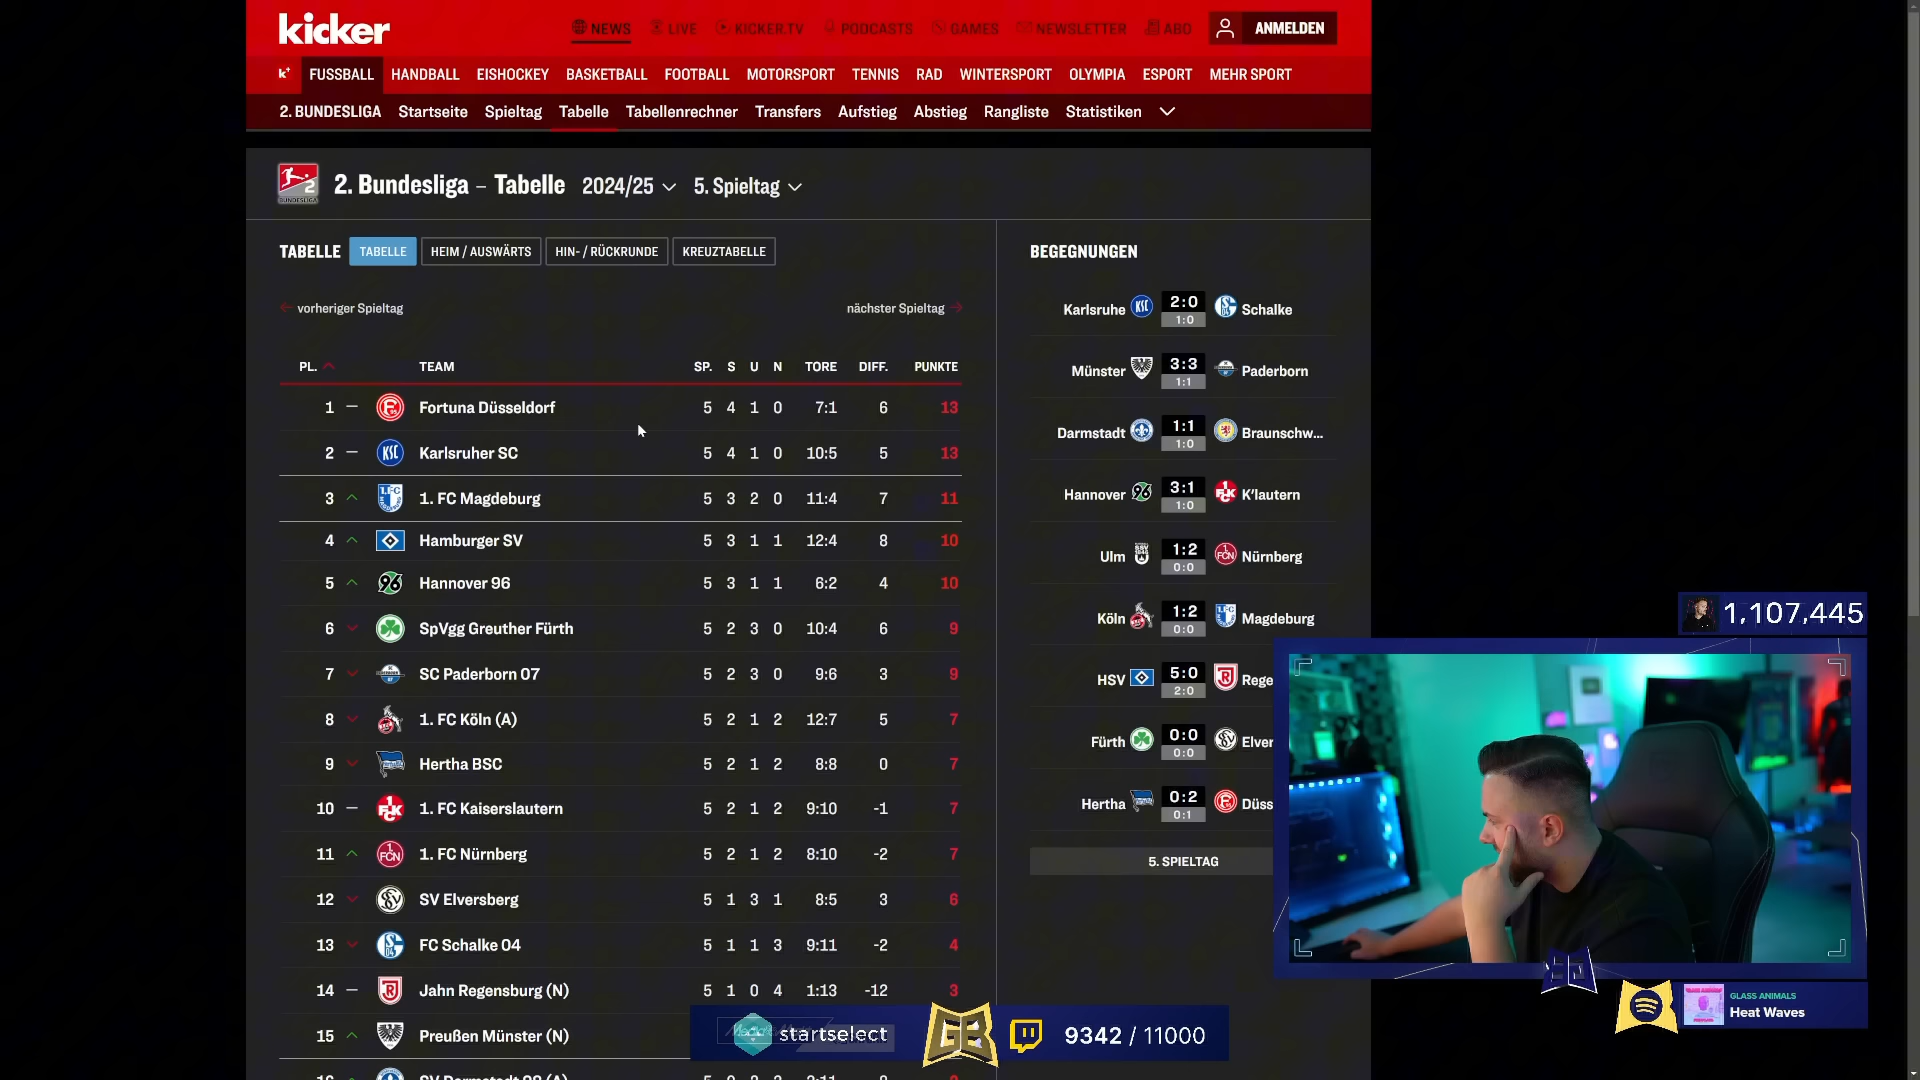 kicker
NEWS LIVE KICKER.TV PODCASTS GAMES NEWSLETTER ABO ANMELDEN
k+ FUSSBALL HANDBALL EISHOCKEY BASKETBALL FOOTBALL MOTORSPORT TENNIS RAD WINTERSPORT OLYMPIA ESPORT MEHR SPORT
2. BUNDESLIGA Startseite Spieltag Tabelle Tabellenrechner Transfers Aufstieg Abstieg Rangliste Statistiken
2. Bundesliga – Tabelle 2024/25 5. Spieltag
TABELLE TABELLE HEIM / AUSWÄRTS HIN- / RÜCKRUNDE KREUZTABELLE
vorheriger Spieltag nächster Spieltag
PL. TEAM SP. S U N TORE DIFF. PUNKTE
1 – Fortuna Düsseldorf 5 4 1 0 7:1 6 13
2 – Karlsruher SC 5 4 1 0 10:5 5 13
3 1. FC Magdeburg 5 3 2 0 11:4 7 11
4 Hamburger SV 5 3 1 1 12:4 8 10
5 Hannover 96 5 3 1 1 6:2 4 10
6 SpVgg Greuther Fürth 5 2 3 0 10:4 6 9
7 SC Paderborn 07 5 2 3 0 9:6 3 9
8 1. FC Köln (A) 5 2 1 2 12:7 5 7
9 Hertha BSC 5 2 1 2 8:8 0 7
10 – 1. FC Kaiserslautern 5 2 1 2 9:10 -1 7
11 1. FC Nürnberg 5 2 1 2 8:10 -2 7
12 SV Elversberg 5 1 3 1 8:5 3 6
13 FC Schalke 04 5 1 1 3 9:11 -2 4
14 – Jahn Regensburg (N) 5 1 0 4 1:13 -12 3
15 Preußen Münster (N)
BEGEGNUNGEN
Karlsruhe 2:0 Schalke
1:0
Münster 3:3 Paderborn
1:1
Darmstadt 1:1 Braunschw...
1:0
Hannover 3:1 K'lautern
1:0
Ulm 1:2 Nürnberg
0:0
Köln 1:2 Magdeburg
0:0
HSV 5:0 Rege
2:0
Fürth 0:0 Elver
0:0
Hertha 0:2 Düss
0:1
5. SPIELTAG
1,107,445
startselect
9342 / 11000
GLASS ANIMALS
Heat Waves